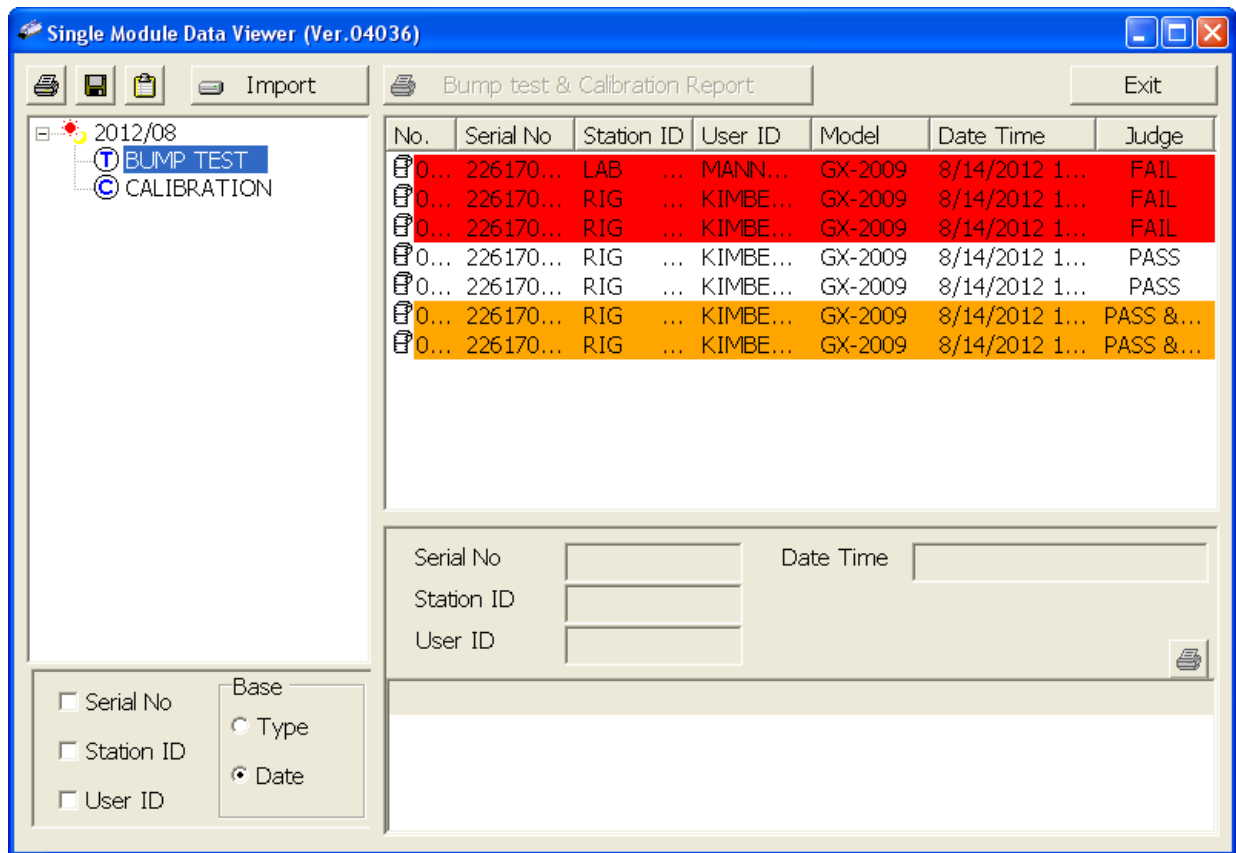 Single Module Data Viewer (Ver.04036)
Import
Bump test & Calibration Report
Exit
2012/08
T BUMP TEST
C CALIBRATION
No. Serial No Station ID User ID Model Date Time Judge
0... 226170... LAB ... MANN... GX-2009 8/14/2012 1... FAIL
0... 226170... RIG ... KIMBE... GX-2009 8/14/2012 1... FAIL
0... 226170... RIG ... KIMBE... GX-2009 8/14/2012 1... FAIL
0... 226170... RIG ... KIMBE... GX-2009 8/14/2012 1... PASS
0... 226170... RIG ... KIMBE... GX-2009 8/14/2012 1... PASS
0... 226170... RIG ... KIMBE... GX-2009 8/14/2012 1... PASS &...
0... 226170... RIG ... KIMBE... GX-2009 8/14/2012 1... PASS &...
Serial No
Date Time
Station ID
User ID
Serial No
Station ID
User ID
Base
Type
Date